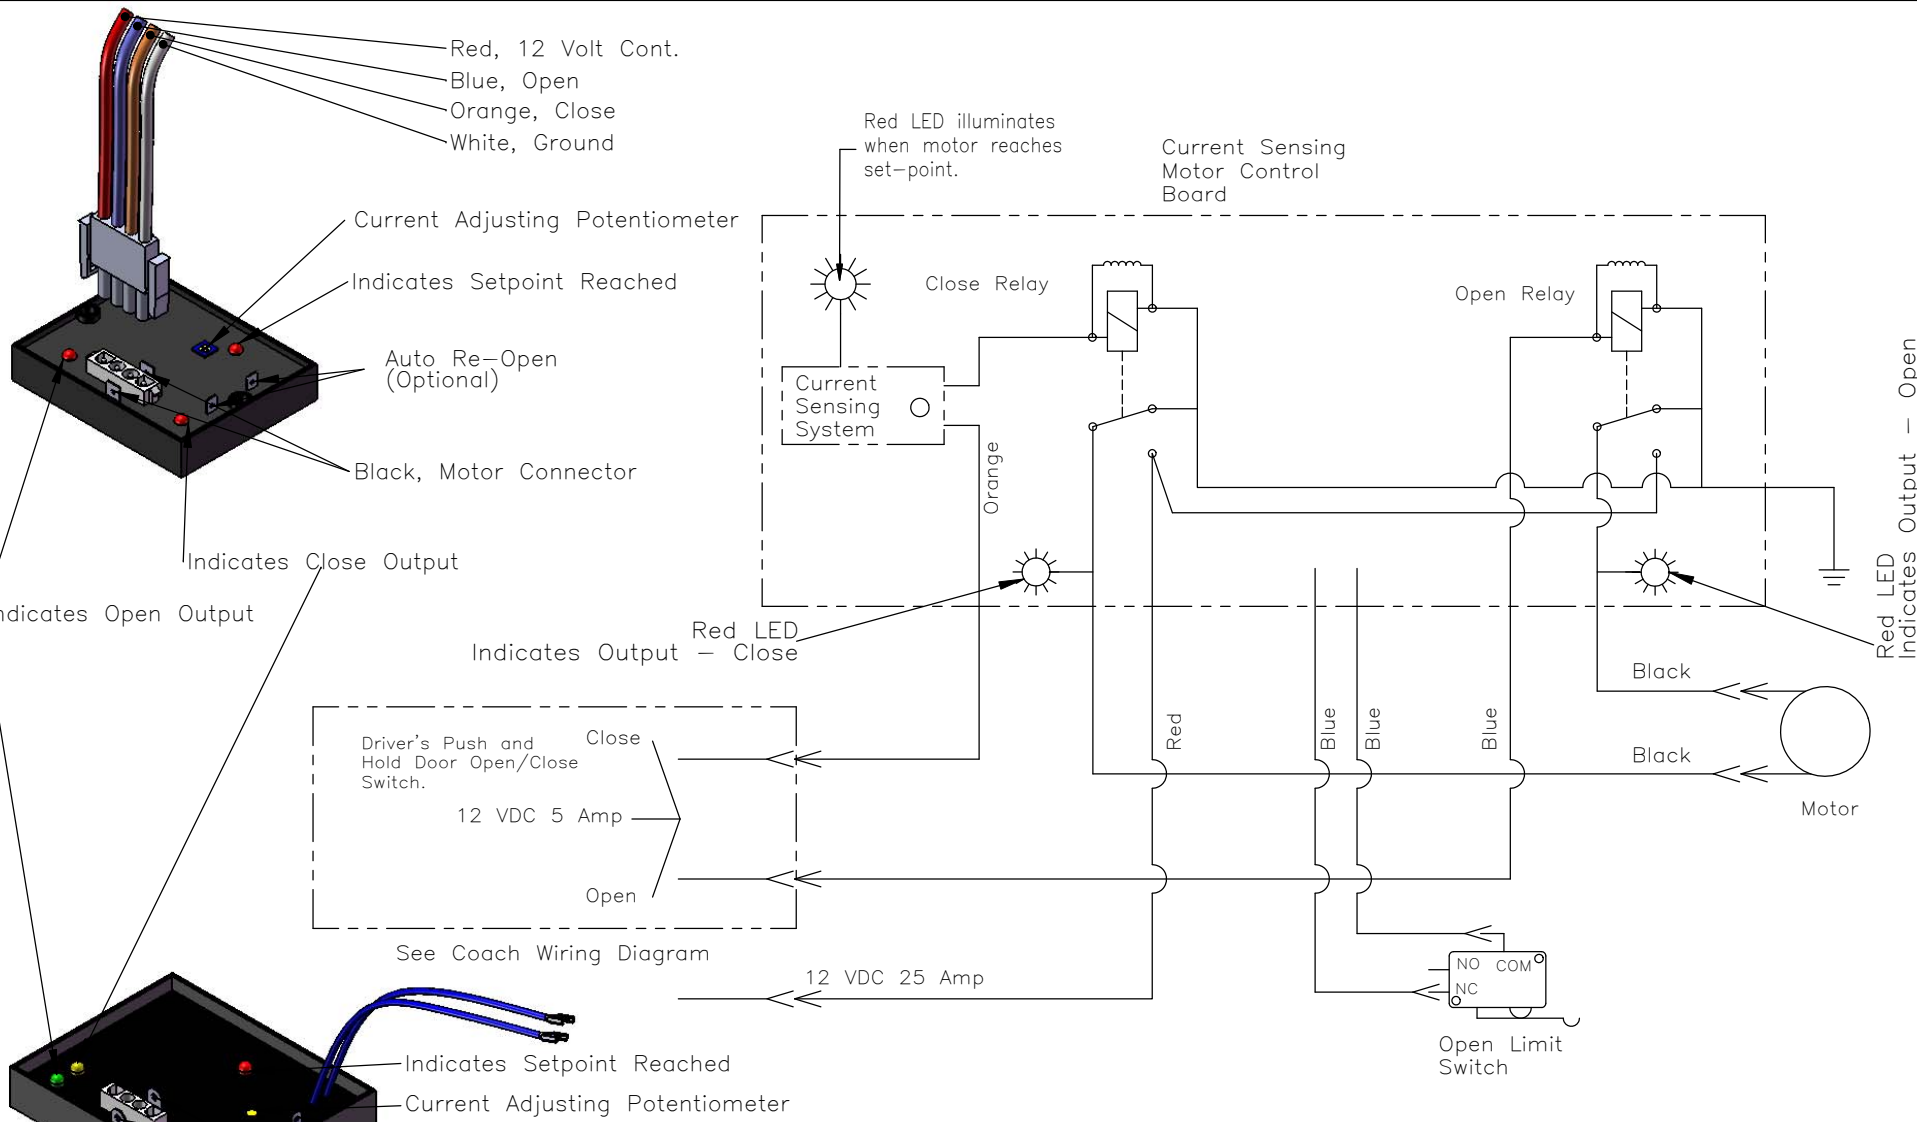 Red, 12 Volt Cont.
Blue, Open
Orange, Close
White, Ground
Current Adjusting Potentiometer
Indicates Setpoint Reached
Auto Re-Open
(Optional)
Black, Motor Connector
Indicates Close Output
ndicates Open Output
Red LED illuminates
when motor reaches
set-point.
Current Sensing
Motor Control
Board
Close Relay
Open Relay
Current
Sensing
System
Orange
Red LED
Indicates Output - Close
Red LED
Indicates Output - Open
Driver's Push and
Hold Door Open/Close
Switch.
Close
12 VDC 5 Amp
Open
See Coach Wiring Diagram
12 VDC 25 Amp
Red
Blue
Blue
Blue
Black
Black
Motor
NO
COM
NC
Open Limit
Switch
Indicates Setpoint Reached
Current Adjusting Potentiometer